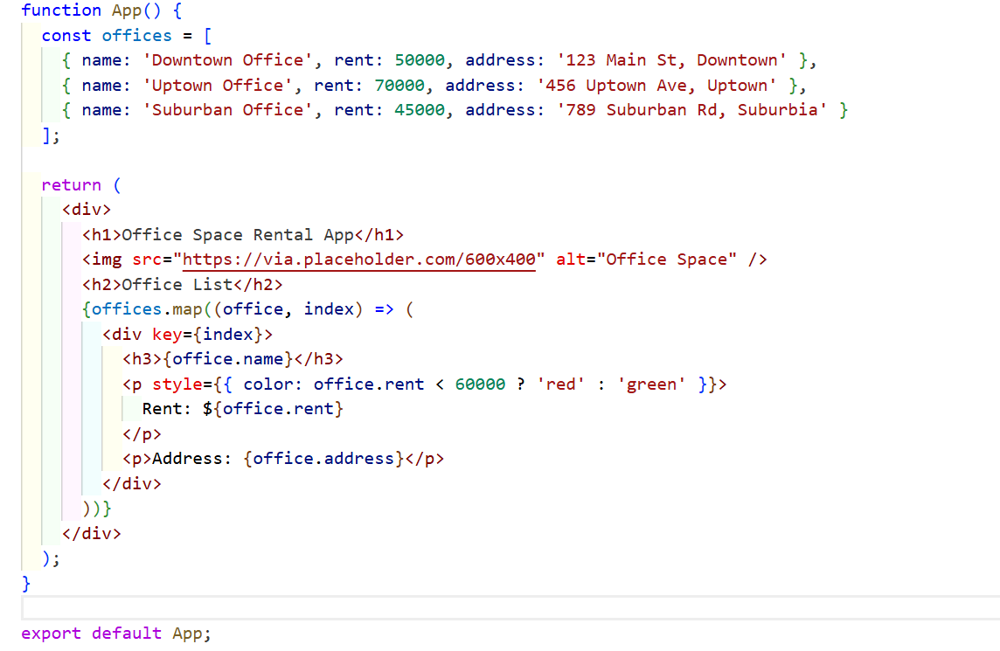 function App() {
  const offices = [
    { name: 'Downtown Office', rent: 50000, address: '123 Main St, Downtown' },
    { name: 'Uptown Office', rent: 70000, address: '456 Uptown Ave, Uptown' },
    { name: 'Suburban Office', rent: 45000, address: '789 Suburban Rd, Suburbia' }
  ];
  return (
    <div>
      <h1>Office Space Rental App</h1>
      <img src="https://via.placeholder.com/600x400" alt="Office Space" />
      <h2>Office List</h2>
      {offices.map((office, index) => (
        <div key={index}>
          <h3>{office.name}</h3>
          <p style={{ color: office.rent < 60000 ? 'red' : 'green' }}>
            Rent: ${office.rent}
          </p>
          <p>Address: {office.address}</p>
        </div>
      ))}
    </div>
  );
}
export default App;